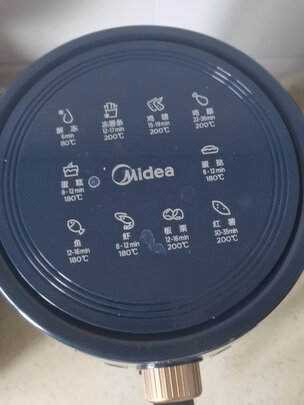 解冻
6min
80℃
冻薯条
12-17min
200℃
鸡翅
15-19min
200℃
鸡腿
22-26min
200℃
蛋糕
8-12min
180℃
Midea
蛋挞
8-12min
180℃
鱼
12-16min
180℃
虾
8-12min
180℃
板栗
12-16min
200℃
红薯
30-35min
200℃